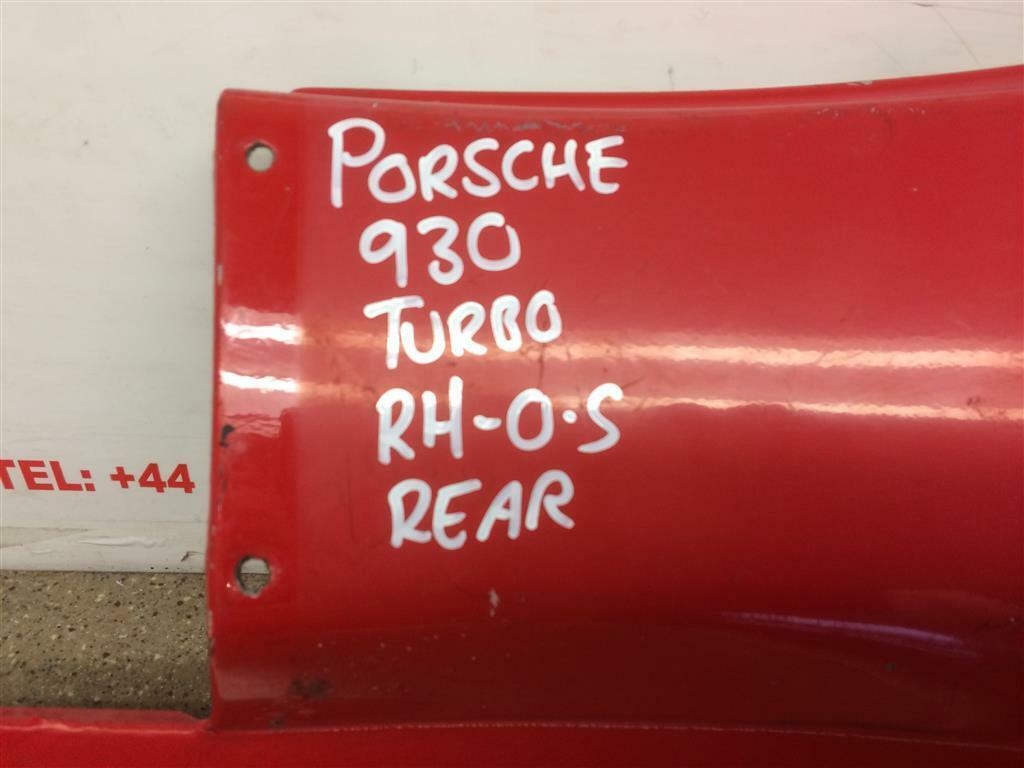 PORSCHE
930
TURBO
RH-O.S
REAR
TEL: +44